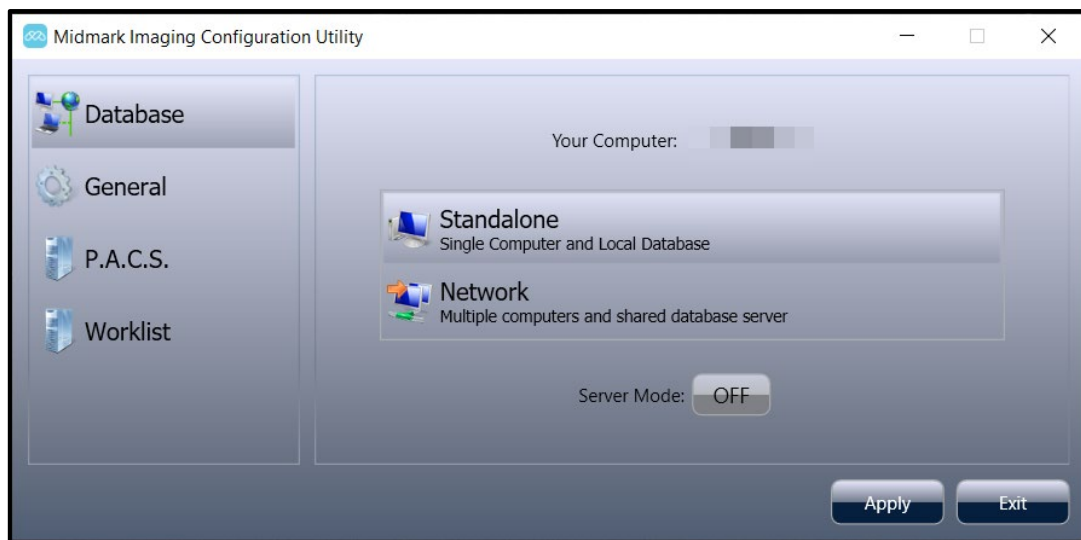 Midmark Imaging Configuration Utility
Database
General
P.A.C.S.
Worklist
Your Computer:
Standalone
Single Computer and Local Database
Network
Multiple computers and shared database server
Server Mode: OFF
Apply Exit